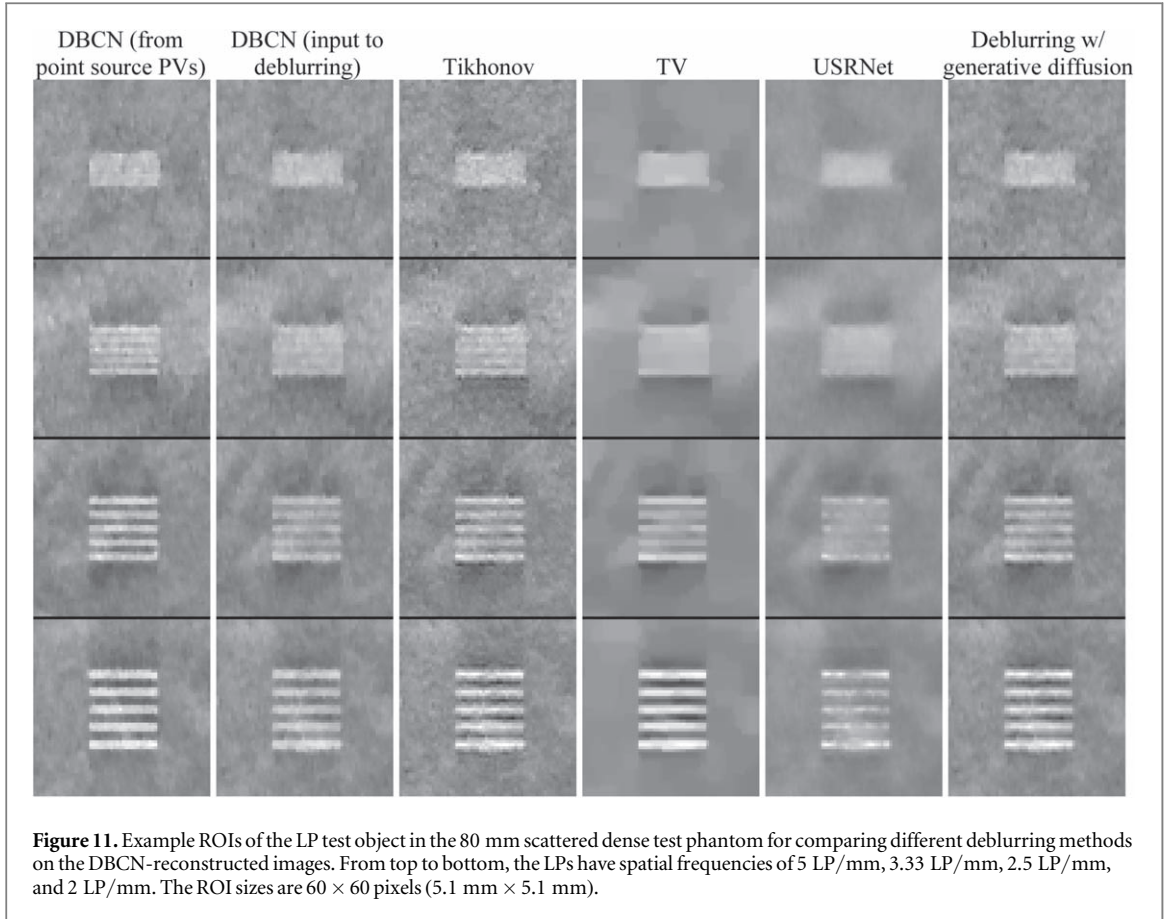 DBCN (from
point source PVs)
DBCN (input to
deblurring)
Tikhonov
TV
USRNet
Deblurring w/
generative diffusion
Figure 11. Example ROIs of the LP test object in the 80 mm scattered dense test phantom for comparing different deblurring methods
on the DBCN-reconstructed images. From top to bottom, the LPs have spatial frequencies of 5 LP/mm, 3.33 LP/mm, 2.5 LP/mm,
and 2 LP/mm. The ROI sizes are 60 × 60 pixels (5.1 mm × 5.1 mm).